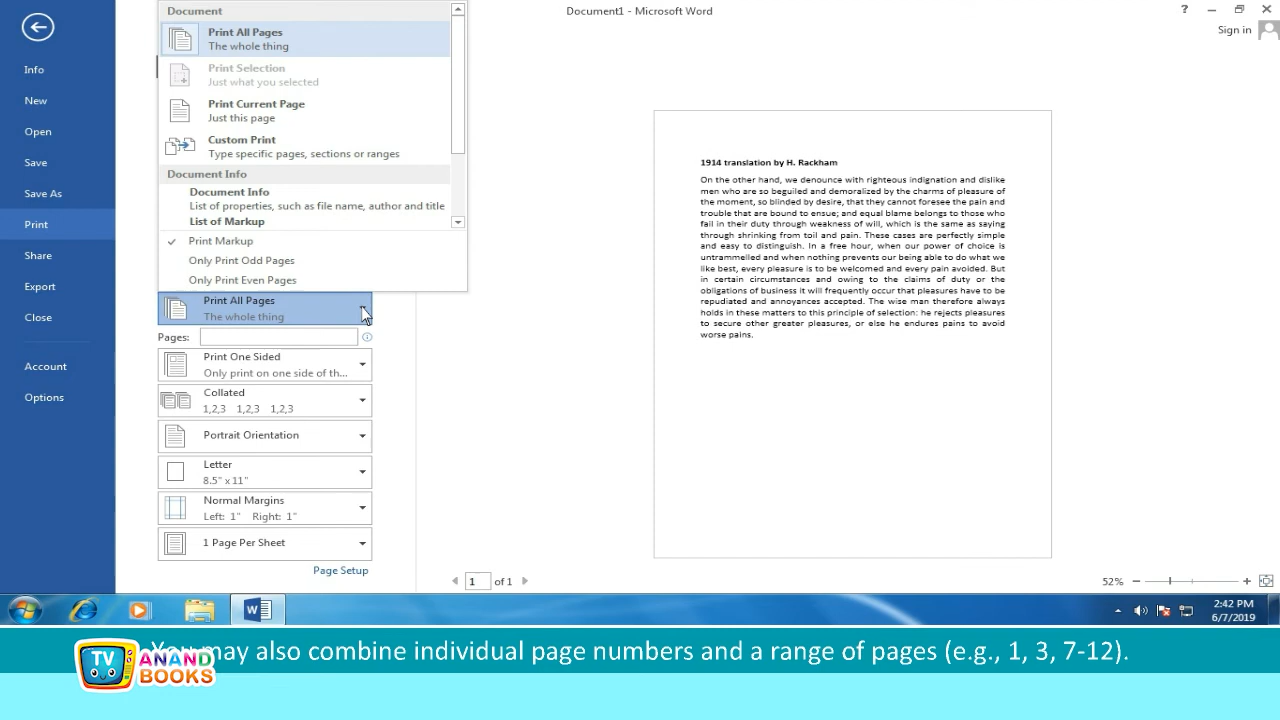 Document1 - Microsoft Word
?
Sign in
Info
New
Open
Save
Save As
Print
Share
Export
Close
Account
Options
Document
Print All Pages
The whole thing
Print Selection
Just what you selected
Print Current Page
Just this page
Custom Print
Type specific pages, sections or ranges
Document Info
Document Info
List of properties, such as file name, author and title
List of Markup
Print Markup
Only Print Odd Pages
Only Print Even Pages
Print All Pages
The whole thing
Pages:
Print One Sided
Only print on one side of th...
Collated
1,2,3 1,2,3 1,2,3
Portrait Orientation
Letter
8.5" x 11"
Normal Margins
Left: 1" Right: 1"
1 Page Per Sheet
Page Setup
1914 translation by H. Rackham
On the other hand, we denounce with righteous indignation and dislike
men who are so beguiled and demoralized by the charms of pleasure of
the moment, so blinded by desire, that they cannot foresee the pain and
trouble that are bound to ensue; and equal blame belongs to those who
fail in their duty through weakness of will, which is the same as saying
through shrinking from toil and pain. These cases are perfectly simple
and easy to distinguish. In a free hour, when our power of choice is
untrammelled and when nothing prevents our being able to do what we
like best, every pleasure is to be welcomed and every pain avoided. But
in certain circumstances and owing to the claims of duty or the
obligations of business it will frequently occur that pleasures have to be
repudiated and annoyances accepted. The wise man therefore always
holds in these matters to this principle of selection: he rejects pleasures
to secure other greater pleasures, or else he endures pains to avoid
worse pains.
1 of 1
52%
2:42 PM
6/7/2019
You may also combine individual page numbers and a range of pages (e.g., 1, 3, 7-12).
TV
ANAND
BOOKS